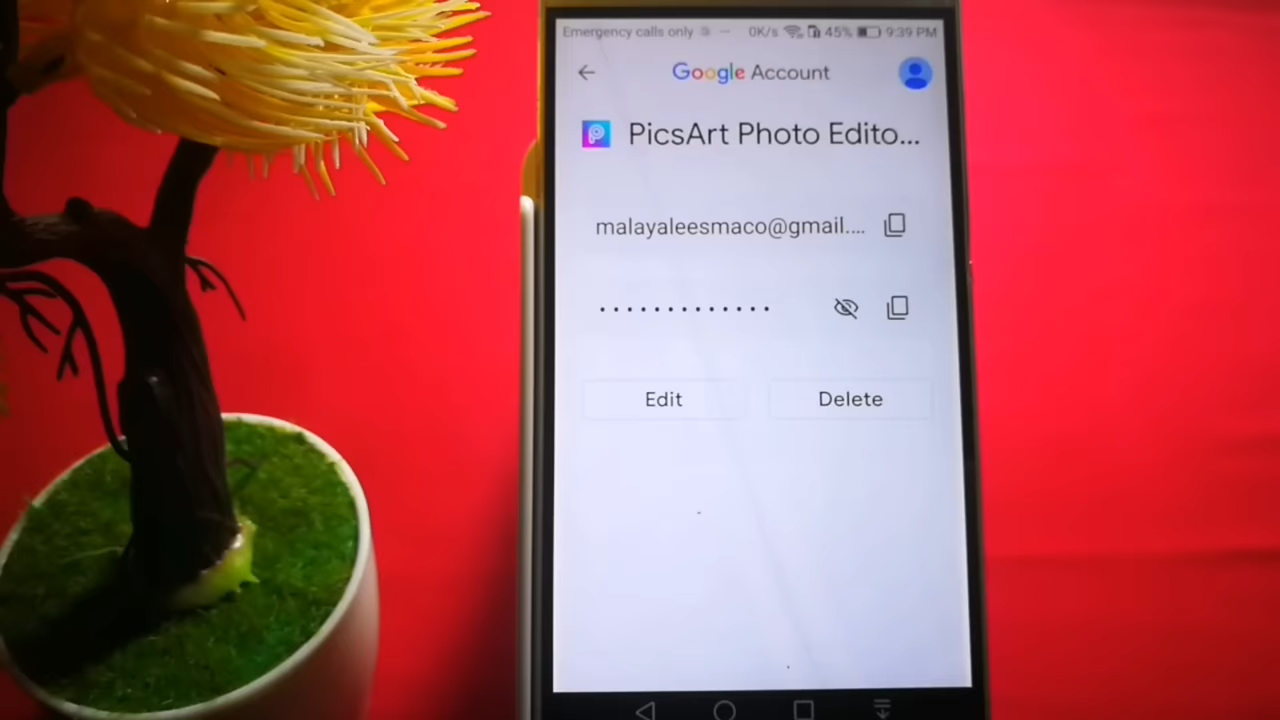 Emergency calls only 0K/s 45% 9:39 PM
Google Account
PicsArt Photo Edito...
malayaleesmaco@gmail....
•••••••••••••
Edit Delete